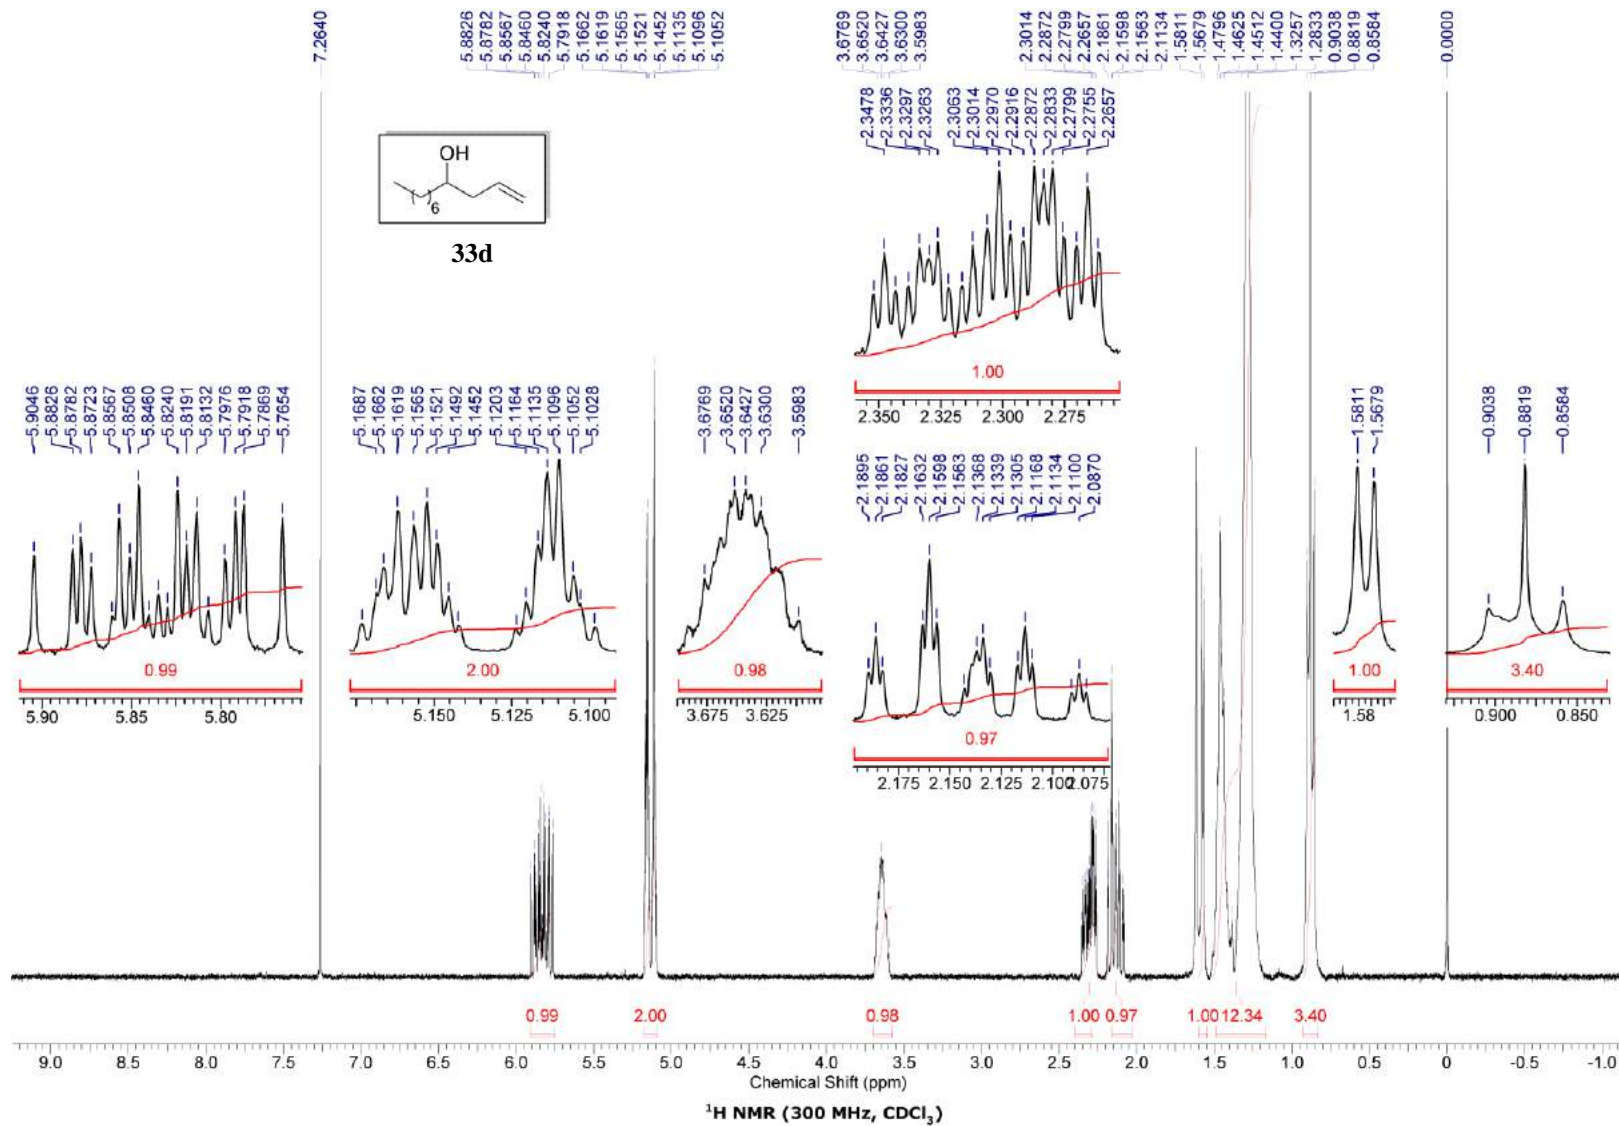 7.2640
5.8826 5.8782 5.8567 5.8460 5.8240 5.7918 5.1662 5.1619 5.1565 5.1521 5.1452 5.1135 5.1096 5.1052
3.6769 3.6520 3.6427 3.6300 3.5983
2.3014 2.2872 2.2799 2.2657 2.1861 2.1598 2.1563 2.1134 1.5811 1.5679 1.4796 1.4625 1.4512 1.4400 1.3257 1.2833 0.9038 0.8819 0.8584
0.0000
2.3478 2.3336 2.3297 2.3263 2.3063 2.3014 2.2970 2.2916 2.2872 2.2833 2.2799 2.2755 2.2657
OH
6
33d
1.00
2.350 2.325 2.300 2.275
5.9046 5.8826 5.8782 5.8723 5.8567 5.8508 5.8460 5.8240 5.8191 5.8132 5.7976 5.7918 5.7869 5.7654
5.1687 5.1662 5.1619 5.1565 5.1521 5.1492 5.1452 5.1203 5.1164 5.1135 5.1096 5.1052 5.1028
3.6769 3.6520 3.6427 3.6300 3.5983
2.1895 2.1861 2.1827 2.1632 2.1598 2.1563 2.1368 2.1339 2.1305 2.1168 2.1134 2.1100 2.0870
1.5811 1.5679
0.9038 0.8819 0.8584
0.99
5.90 5.85 5.80
2.00
5.150 5.125 5.100
0.98
3.675 3.625
0.97
2.175 2.150 2.125 2.100 2.075
1.00
1.58
3.40
0.900 0.850
0.99 2.00 0.98 1.00 0.97 1.00 12.34 3.40
9.0 8.5 8.0 7.5 7.0 6.5 6.0 5.5 5.0 4.5 4.0 3.5 3.0 2.5 2.0 1.5 1.0 0.5 0 -0.5 -1.0
Chemical Shift (ppm)
¹H NMR (300 MHz, CDCl₃)